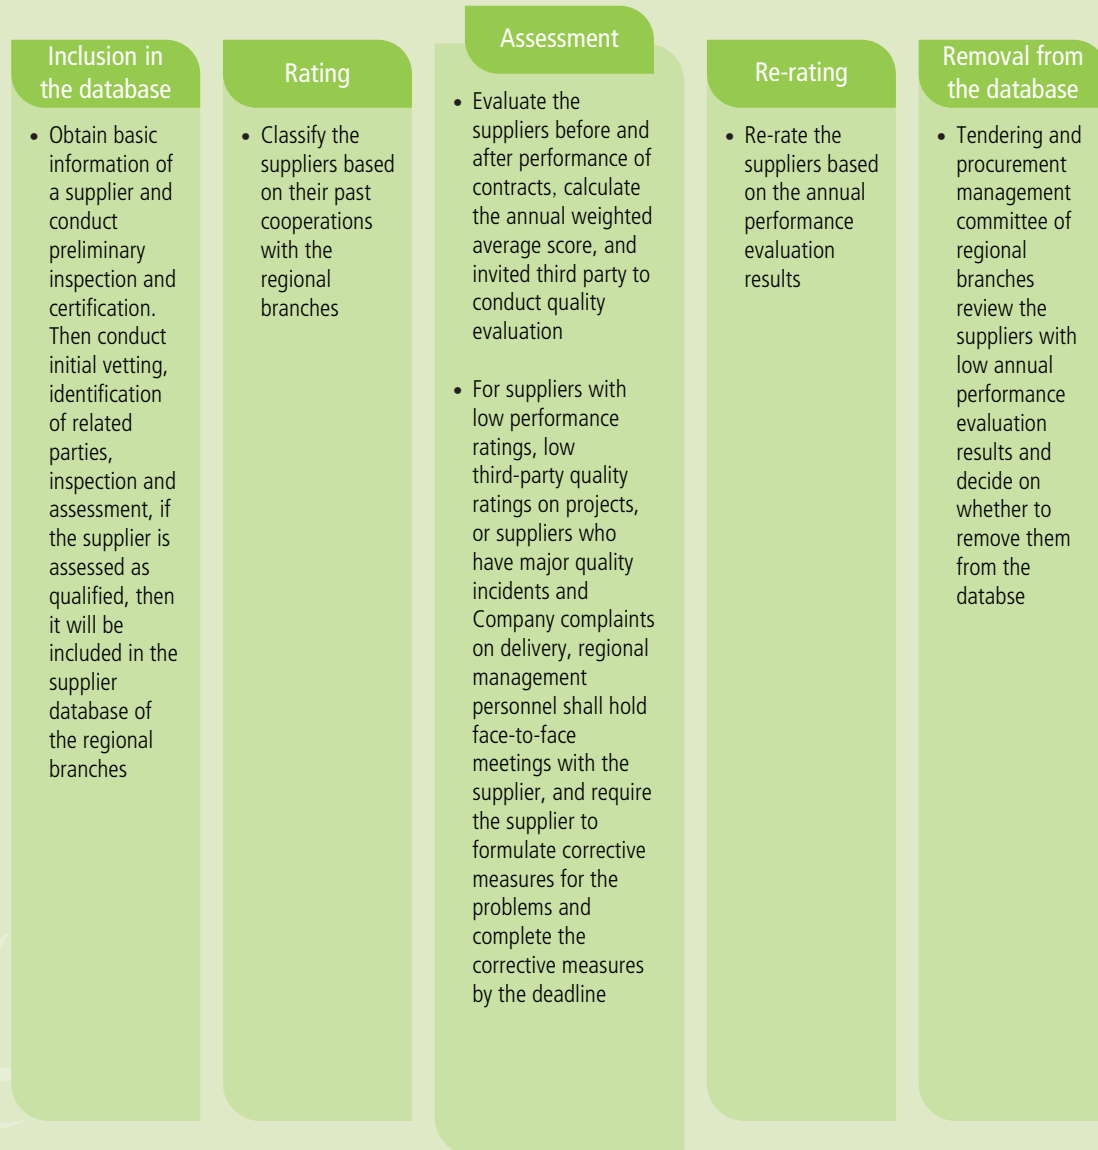 Inclusion in
the database
• Obtain basic
information of
a supplier and
conduct
preliminary
inspection and
certification.
Then conduct
initial vetting,
identification
of related
parties,
inspection and
assessment, if
the supplier is
assessed as
qualified, then
it will be
included in the
supplier
database of
the regional
branches
Rating
• Classify the
suppliers based
on their past
cooperations
with the
regional
branches
Assessment
• Evaluate the
suppliers before and
after performance of
contracts, calculate
the annual weighted
average score, and
invited third party to
conduct quality
evaluation
• For suppliers with
low performance
ratings, low
third-party quality
ratings on projects,
or suppliers who
have major quality
incidents and
Company complaints
on delivery, regional
management
personnel shall hold
face-to-face
meetings with the
supplier, and require
the supplier to
formulate corrective
measures for the
problems and
complete the
corrective measures
by the deadline
Re-rating
• Re-rate the
suppliers based
on the annual
performance
evaluation
results
Removal from
the database
• Tendering and
procurement
management
committee of
regional
branches
review the
suppliers with
low annual
performance
evaluation
results and
decide on
whether to
remove them
from the
databse